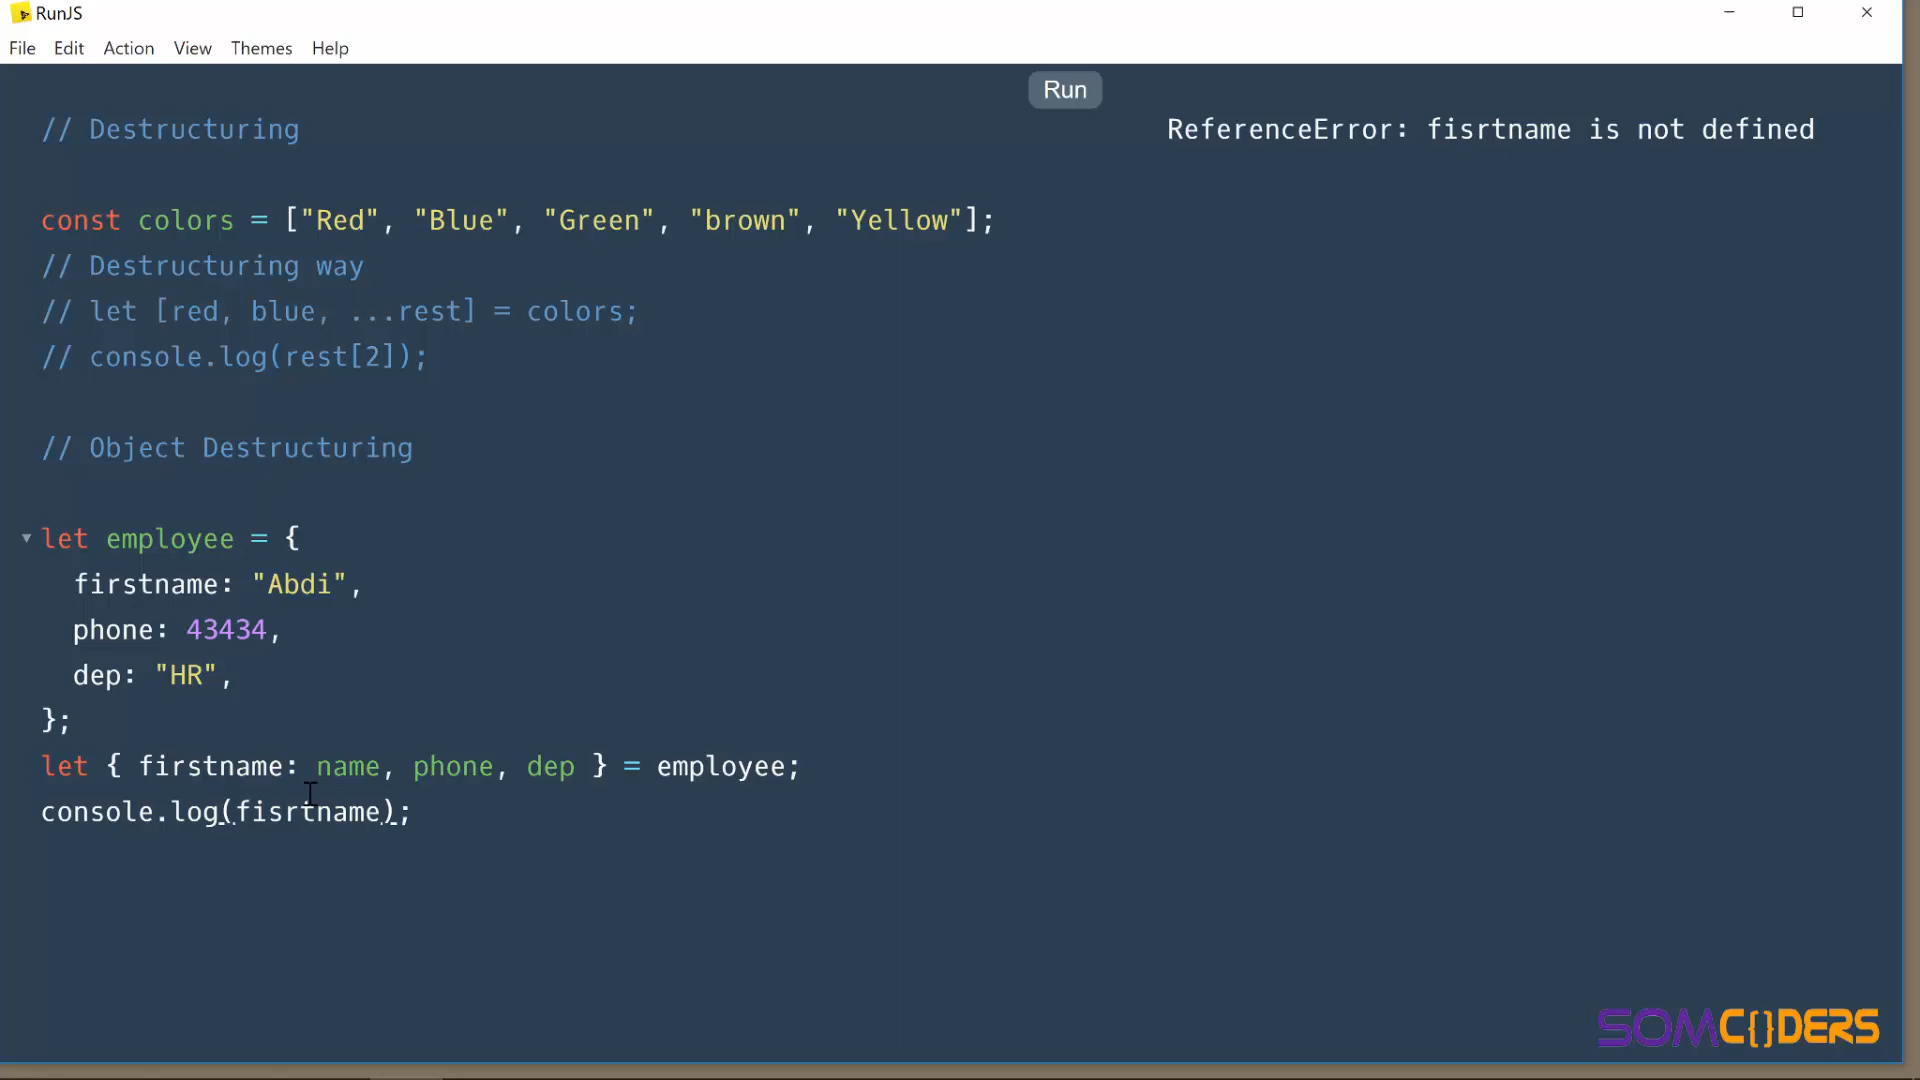 RunJS
File Edit Action View Themes Help
Run
// Destructuring
ReferenceError: fisrtname is not defined
const colors = ["Red", "Blue", "Green", "brown", "Yellow"];
// Destructuring way
// let [red, blue, ...rest] = colors;
// console.log(rest[2]);
// Object Destructuring
let employee = {
firstname: "Abdi",
phone: 43434,
dep: "HR",
};
let { firstname: name, phone, dep } = employee;
console.log(fisrtname);
SOMC{}DERS